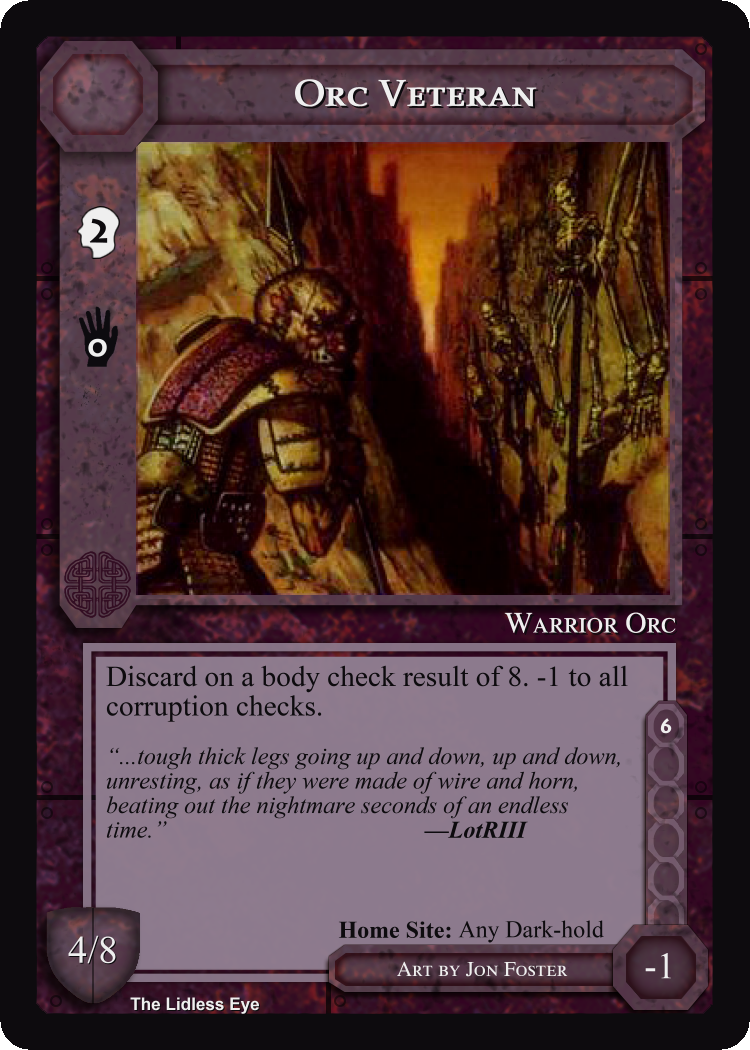 Orc Veteran
2
0
Warrior Orc
Discard on a body check result of 8. -1 to all
corruption checks.
“...tough thick legs going up and down, up and down,
unresting, as if they were made of wire and horn,
beating out the nightmare seconds of an endless
time.” —LotRIII
6
Home Site: Any Dark-hold
4/8
Art by Jon Foster
-1
The Lidless Eye